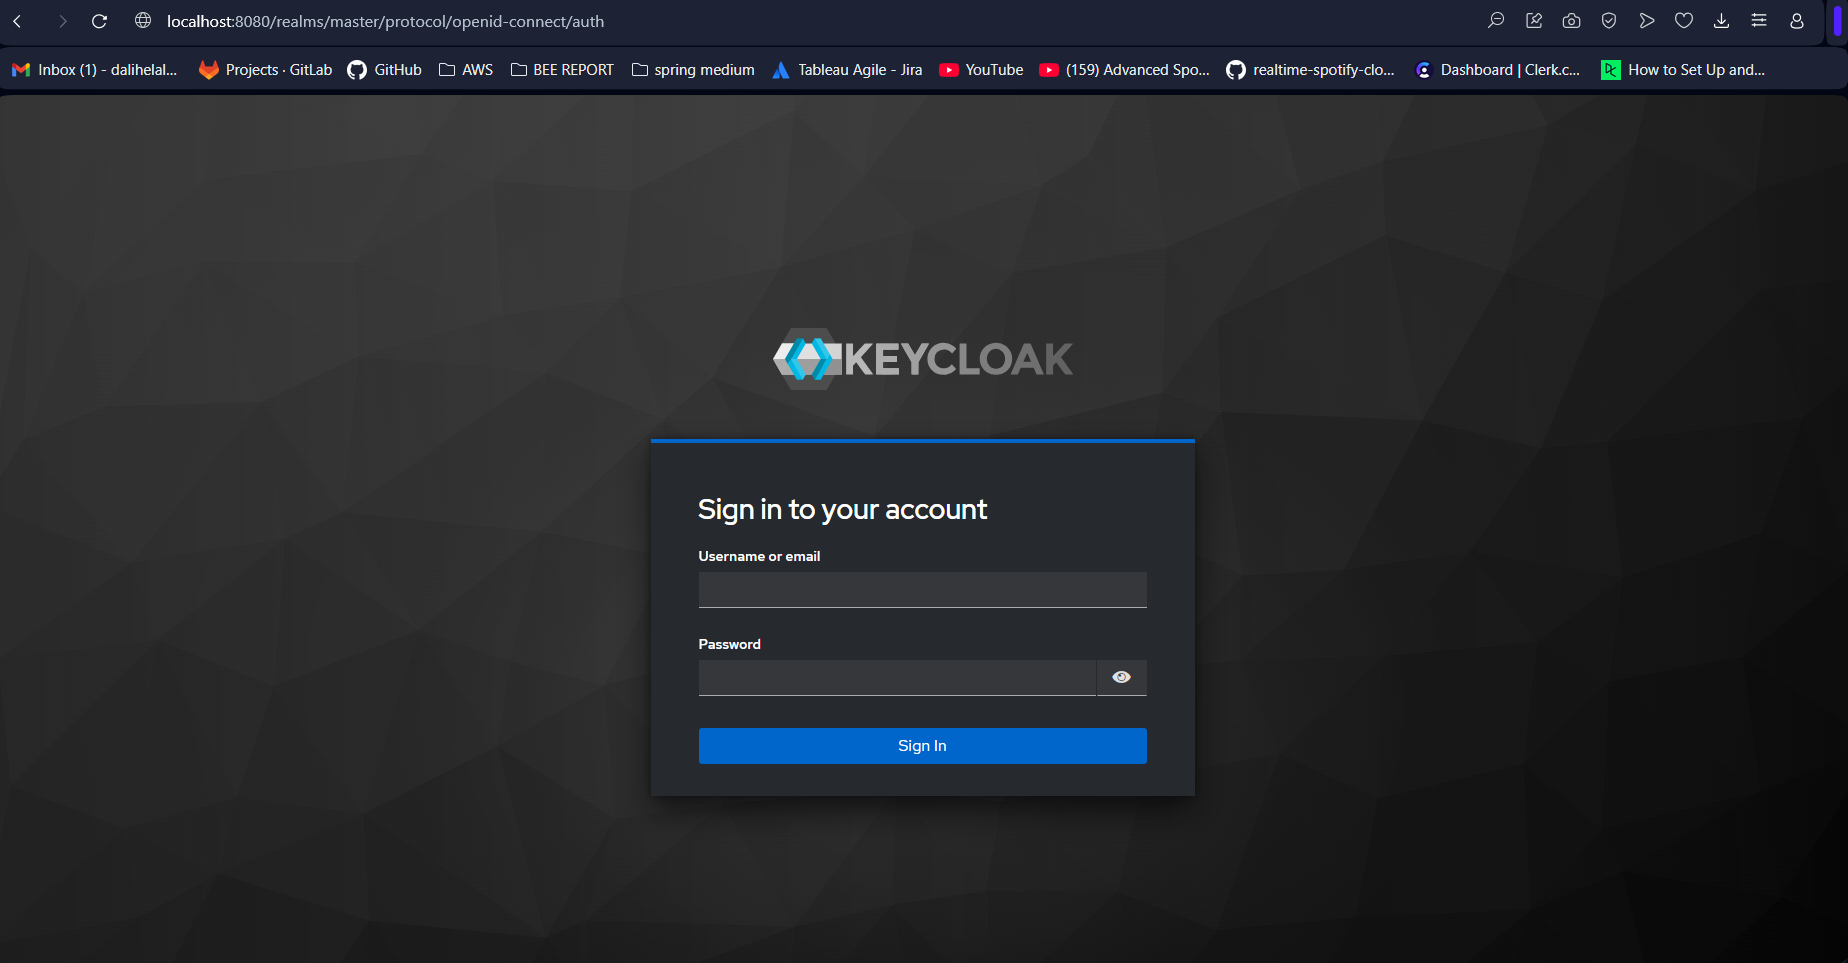 localhost:8080/realms/master/protocol/openid-connect/auth
Inbox (1) - dalihelal... Projects · GitLab GitHub AWS BEE REPORT spring medium Tableau Agile - Jira YouTube (159) Advanced Spo... realtime-spotify-clo... Dashboard | Clerk.c... How to Set Up and...
KEYCLOAK
Sign in to your account
Username or email
Password
Sign In